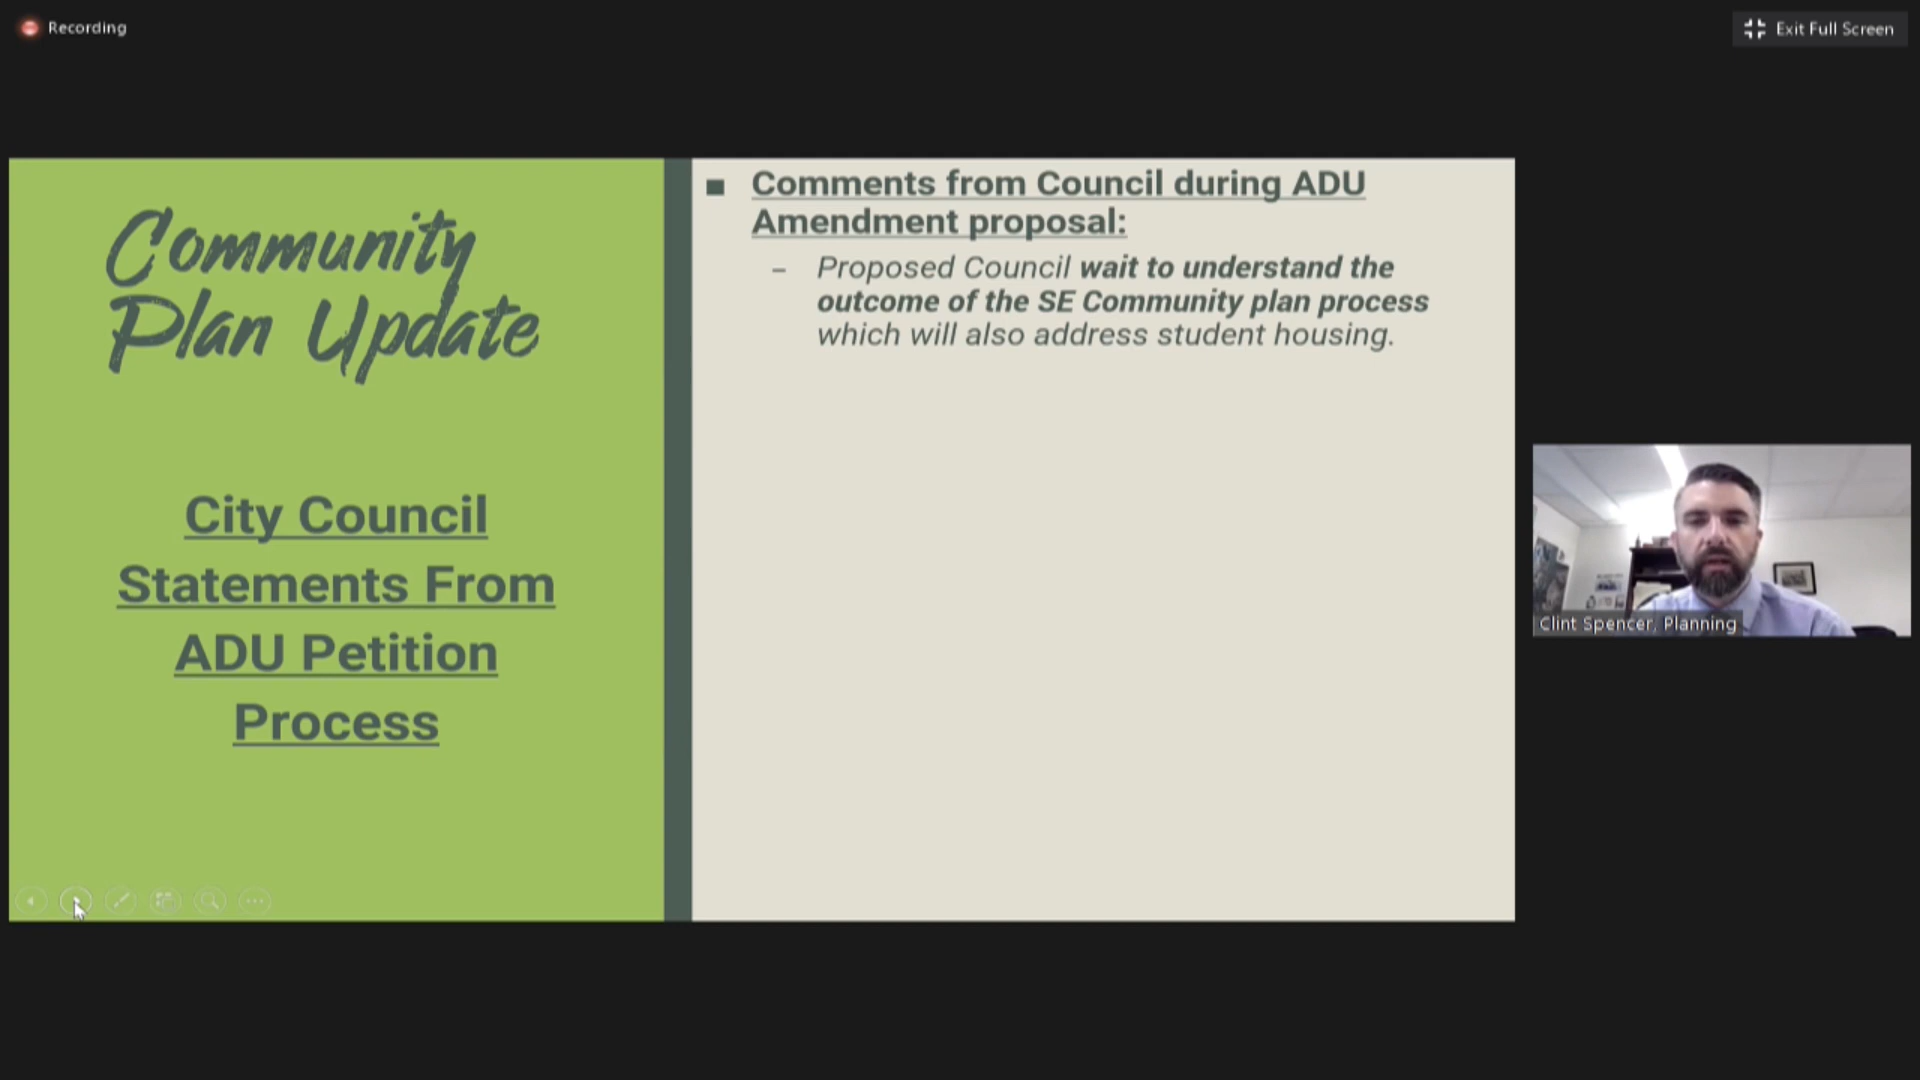 Recording
Exit Full Screen
Community
Plan Update
City Council
Statements From
ADU Petition
Process
■ Comments from Council during ADU
Amendment proposal:
– Proposed Council wait to understand the
outcome of the SE Community plan process
which will also address student housing.
Clint Spencer, Planning